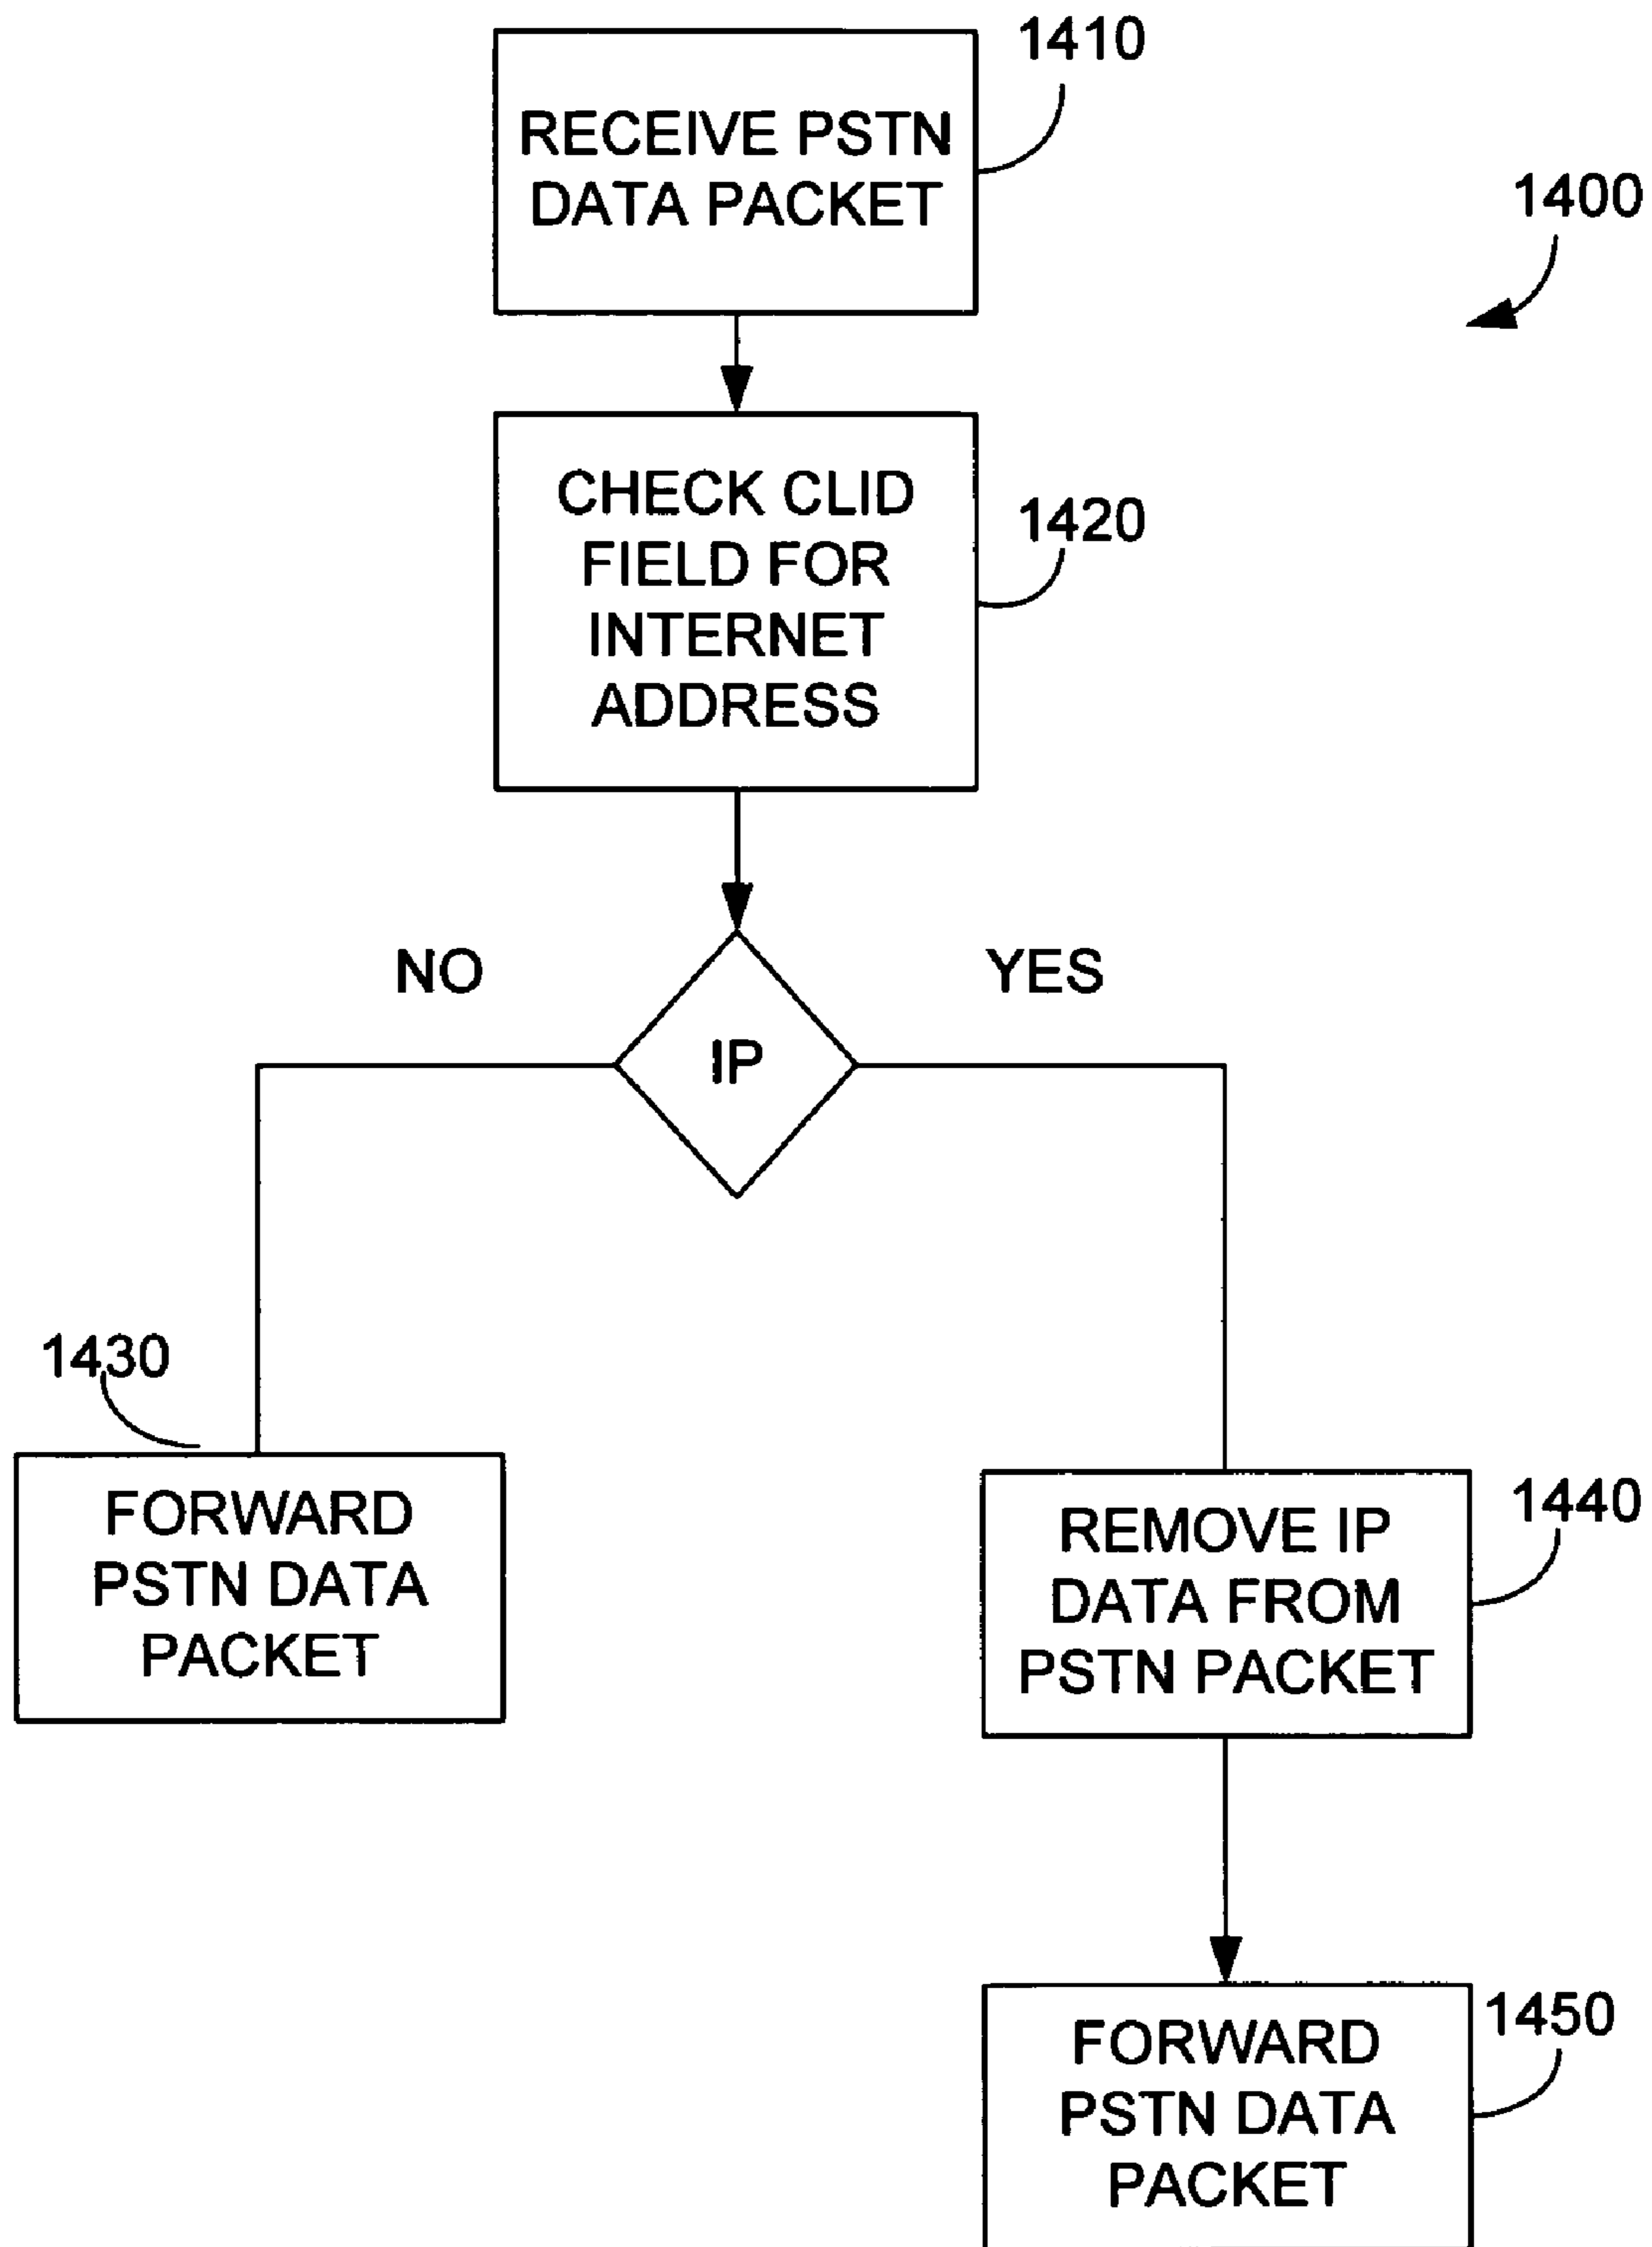 1410
RECEIVE PSTN
DATA PACKET
1400
CHECK CLID
FIELD FOR
INTERNET
ADDRESS
1420
NO
YES
IP
1430
FORWARD
PSTN DATA
PACKET
1440
REMOVE IP
DATA FROM
PSTN PACKET
1450
FORWARD
PSTN DATA
PACKET